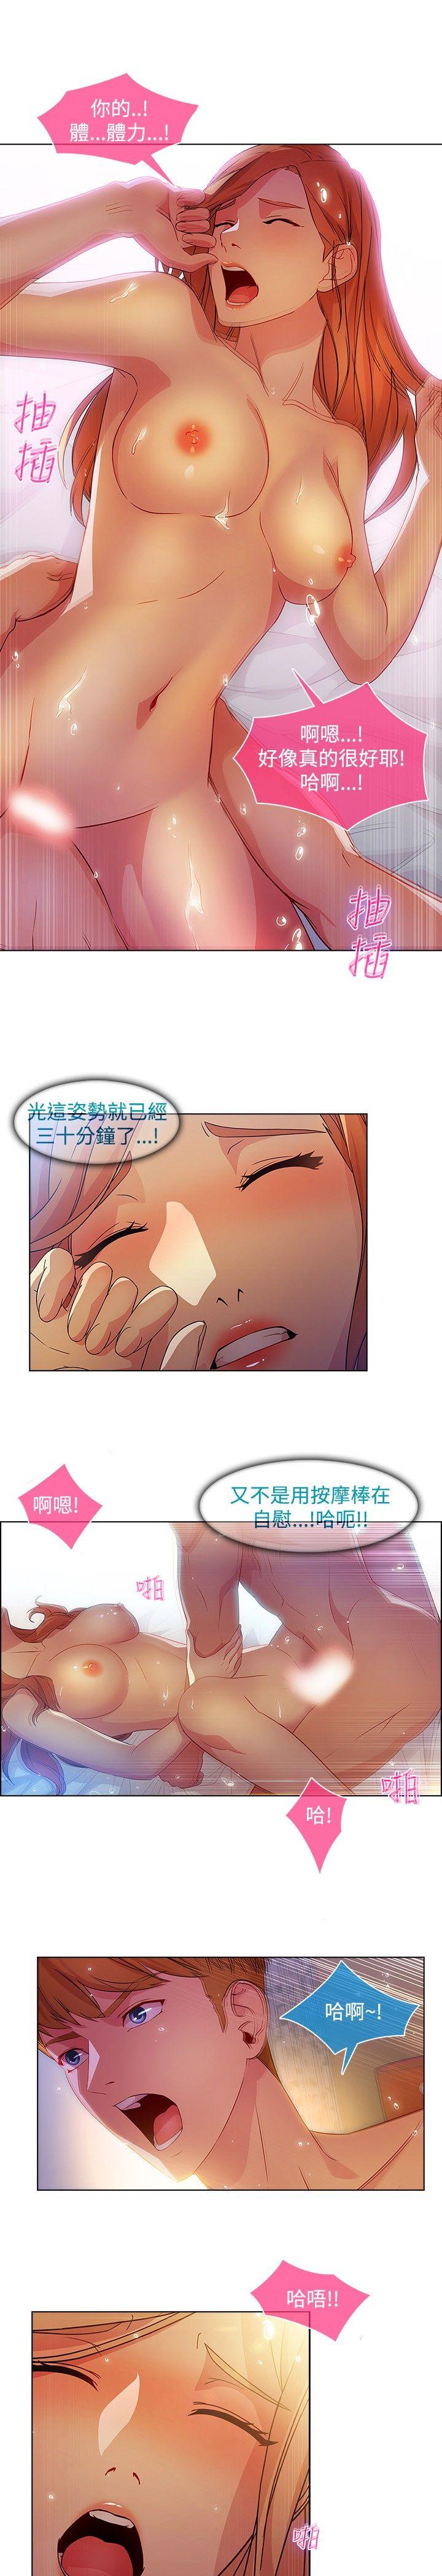 你的..!
體...體力...!
抽
插
啊嗯...!
好像真的很好耶!
哈啊...!
抽
插
光這姿勢就已經
三十分鐘了...!
又不是用按摩棒在
自慰...!哈呃!!
啊嗯!
啪
啪
哈!
哈啊~!
哈唔!!
啪